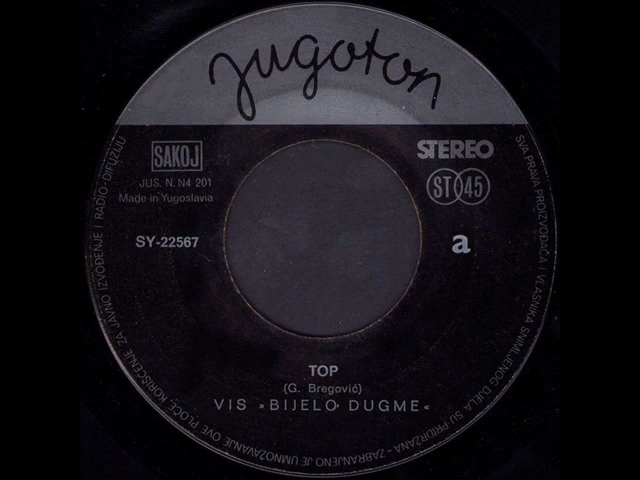 jugoton
SAKOJ
JUS. N. N4 201
Made in Yugoslavia
STEREO
ST 45
SY-22567
a
TOP
(G. Bregović)
VIS »BIJELO DUGME«
SVA PRAVA PROIZVOĐAČA I VLASNIKA SNIMLJENOG DJELA SU PRIDRŽANA - ZABRANJENO JE UMNOŽAVANJE OVE PLOČE, KORIŠĆENJE ZA JAVNO IZVOĐENJE I RADIO-DIFUZIJU